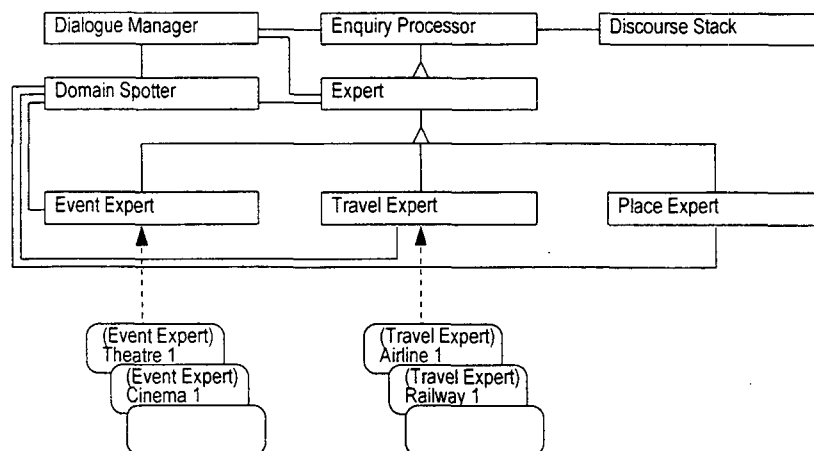 Dialogue Manager
Enquiry Processor
Discourse Stack
Domain Spotter
Expert
Event Expert
Travel Expert
Place Expert
(Event Expert)
Theatre 1
(Event Expert)
Cinema 1
(Travel Expert)
Airline 1
(Travel Expert)
Railway 1